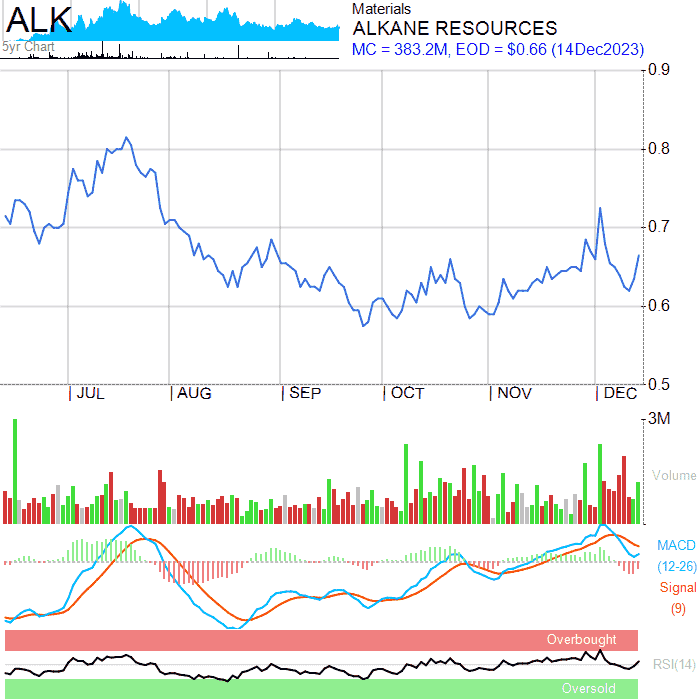 ALK
5yr Chart
Materials
ALKANE RESOURCES
MC = 383.2M, EOD = $0.66 (14Dec2023)
0.9
0.8
0.7
0.6
0.5
JUL AUG SEP OCT NOV DEC
3M
Volume
MACD
(12-26)
Signal
(9)
Overbought
RSI(14)
Oversold